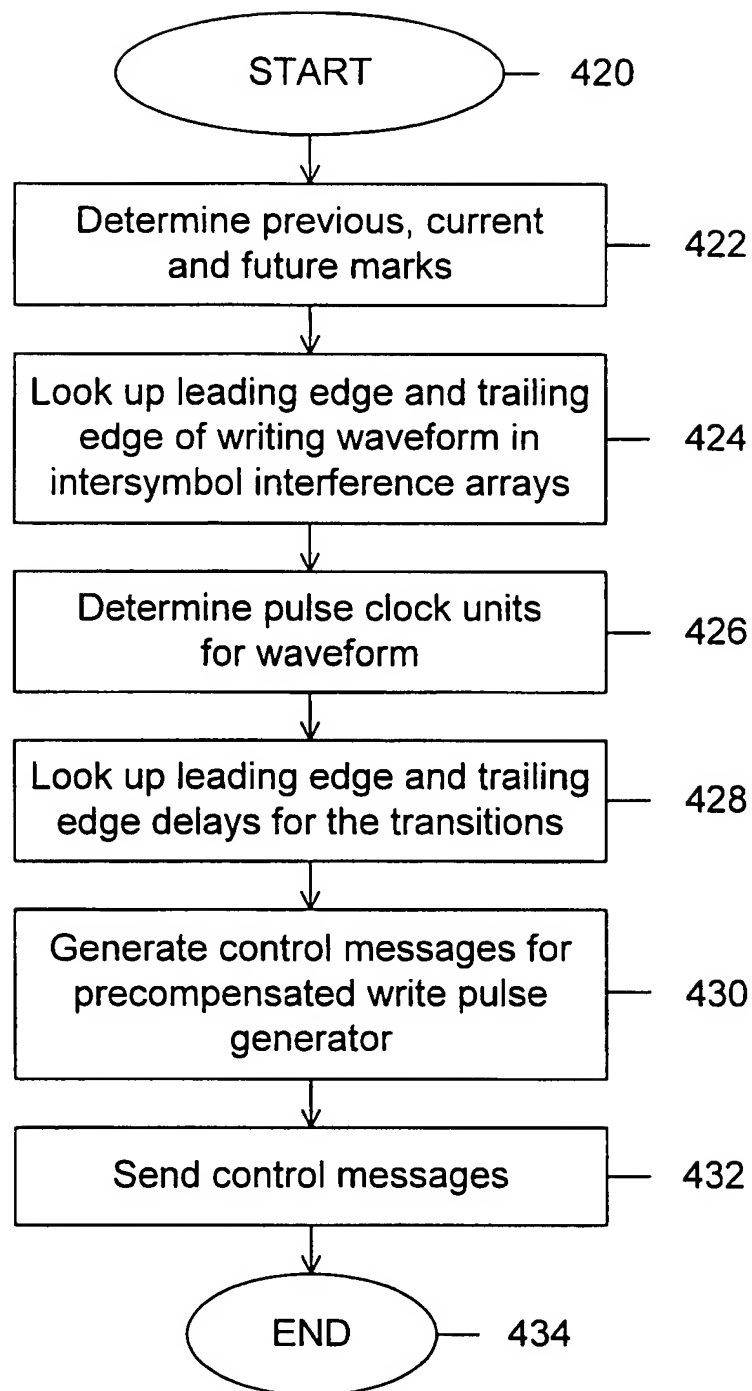 START
420
Determine previous, current
and future marks
422
Look up leading edge and trailing
edge of writing waveform in
intersymbol interference arrays
424
Determine pulse clock units
for waveform
426
Look up leading edge and trailing
edge delays for the transitions
428
Generate control messages for
precompensated write pulse
generator
430
Send control messages
432
END
434